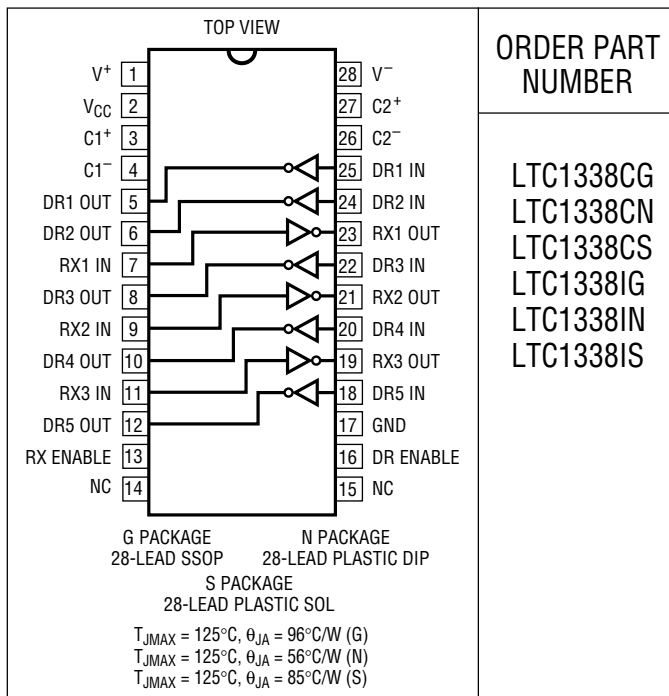 TOP VIEW
V+ 1
VCC 2
C1+ 3
C1– 4
DR1 OUT 5
DR2 OUT 6
RX1 IN 7
DR3 OUT 8
RX2 IN 9
DR4 OUT 10
RX3 IN 11
DR5 OUT 12
RX ENABLE 13
NC 14
28 V–
27 C2+
26 C2–
25 DR1 IN
24 DR2 IN
23 RX1 OUT
22 DR3 IN
21 RX2 OUT
20 DR4 IN
19 RX3 OUT
18 DR5 IN
17 GND
16 DR ENABLE
15 NC
G PACKAGE
28-LEAD SSOP
N PACKAGE
28-LEAD PLASTIC DIP
S PACKAGE
28-LEAD PLASTIC SOL
TJMAX = 125°C, θJA = 96°C/W (G)
TJMAX = 125°C, θJA = 56°C/W (N)
TJMAX = 125°C, θJA = 85°C/W (S)
ORDER PART
NUMBER
LTC1338CG
LTC1338CN
LTC1338CS
LTC1338IG
LTC1338IN
LTC1338IS